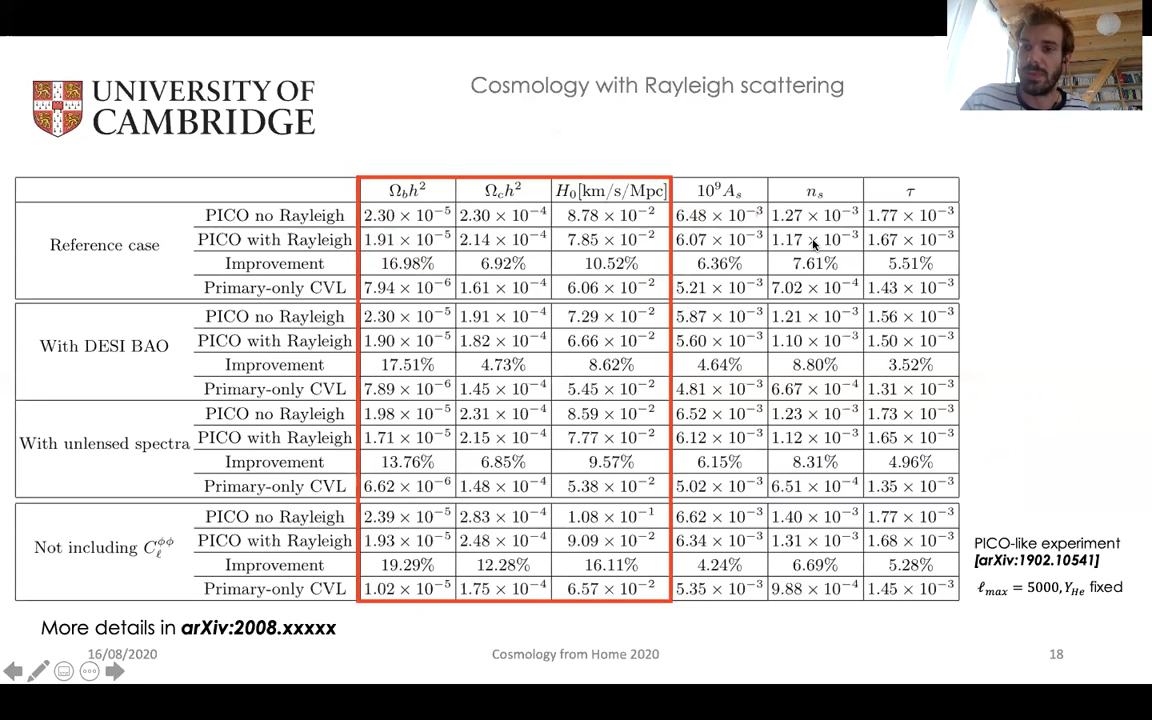 UNIVERSITY OF
CAMBRIDGE
Cosmology with Rayleigh scattering
Ω_b h² Ω_c h² H₀[km/s/Mpc] 10⁹A_s n_s τ
Reference case
PICO no Rayleigh 2.30 × 10⁻⁵ 2.30 × 10⁻⁴ 8.78 × 10⁻² 6.48 × 10⁻³ 1.27 × 10⁻³ 1.77 × 10⁻³
PICO with Rayleigh 1.91 × 10⁻⁵ 2.14 × 10⁻⁴ 7.85 × 10⁻² 6.07 × 10⁻³ 1.17 × 10⁻³ 1.67 × 10⁻³
Improvement 16.98% 6.92% 10.52% 6.36% 7.61% 5.51%
Primary-only CVL 7.94 × 10⁻⁶ 1.61 × 10⁻⁴ 6.06 × 10⁻² 5.21 × 10⁻³ 7.02 × 10⁻⁴ 1.43 × 10⁻³
With DESI BAO
PICO no Rayleigh 2.30 × 10⁻⁵ 1.91 × 10⁻⁴ 7.29 × 10⁻² 5.87 × 10⁻³ 1.21 × 10⁻³ 1.56 × 10⁻³
PICO with Rayleigh 1.90 × 10⁻⁵ 1.82 × 10⁻⁴ 6.66 × 10⁻² 5.60 × 10⁻³ 1.10 × 10⁻³ 1.50 × 10⁻³
Improvement 17.51% 4.73% 8.62% 4.64% 8.80% 3.52%
Primary-only CVL 7.89 × 10⁻⁶ 1.45 × 10⁻⁴ 5.45 × 10⁻² 4.81 × 10⁻³ 6.67 × 10⁻⁴ 1.31 × 10⁻³
With unlensed spectra
PICO no Rayleigh 1.98 × 10⁻⁵ 2.31 × 10⁻⁴ 8.59 × 10⁻² 6.52 × 10⁻³ 1.23 × 10⁻³ 1.73 × 10⁻³
PICO with Rayleigh 1.71 × 10⁻⁵ 2.15 × 10⁻⁴ 7.77 × 10⁻² 6.12 × 10⁻³ 1.12 × 10⁻³ 1.65 × 10⁻³
Improvement 13.76% 6.85% 9.57% 6.15% 8.31% 4.96%
Primary-only CVL 6.62 × 10⁻⁶ 1.48 × 10⁻⁴ 5.38 × 10⁻² 5.02 × 10⁻³ 6.51 × 10⁻⁴ 1.35 × 10⁻³
Not including C_ℓ^ϕϕ
PICO no Rayleigh 2.39 × 10⁻⁵ 2.83 × 10⁻⁴ 1.08 × 10⁻¹ 6.62 × 10⁻³ 1.40 × 10⁻³ 1.77 × 10⁻³
PICO with Rayleigh 1.93 × 10⁻⁵ 2.48 × 10⁻⁴ 9.09 × 10⁻² 6.34 × 10⁻³ 1.31 × 10⁻³ 1.68 × 10⁻³
Improvement 19.29% 12.28% 16.11% 4.24% 6.69% 5.28%
Primary-only CVL 1.02 × 10⁻⁵ 1.75 × 10⁻⁴ 6.57 × 10⁻² 5.35 × 10⁻³ 9.88 × 10⁻⁴ 1.45 × 10⁻³
PICO-like experiment
[arXiv:1902.10541]
ℓ_max = 5000, Y_He fixed
More details in arXiv:2008.xxxxx
16/08/2020
Cosmology from Home 2020
18